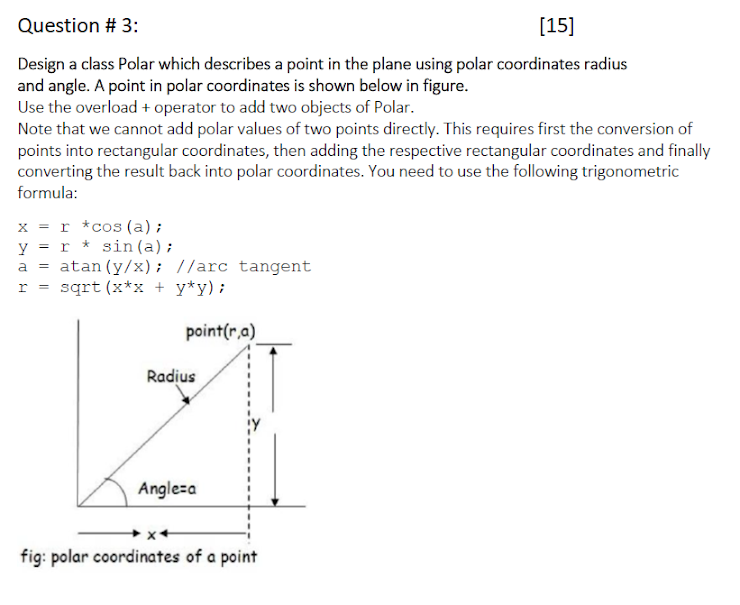 Question # 3: [15]
Design a class Polar which describes a point in the plane using polar coordinates radius
and angle. A point in polar coordinates is shown below in figure.
Use the overload + operator to add two objects of Polar.
Note that we cannot add polar values of two points directly. This requires first the conversion of
points into rectangular coordinates, then adding the respective rectangular coordinates and finally
converting the result back into polar coordinates. You need to use the following trigonometric
formula:
x = r *cos(a);
y = r * sin(a);
a = atan(y/x); //arc tangent
r = sqrt(x*x + y*y);
point(r,a)
Radius
y
Angle=a
x
fig: polar coordinates of a point